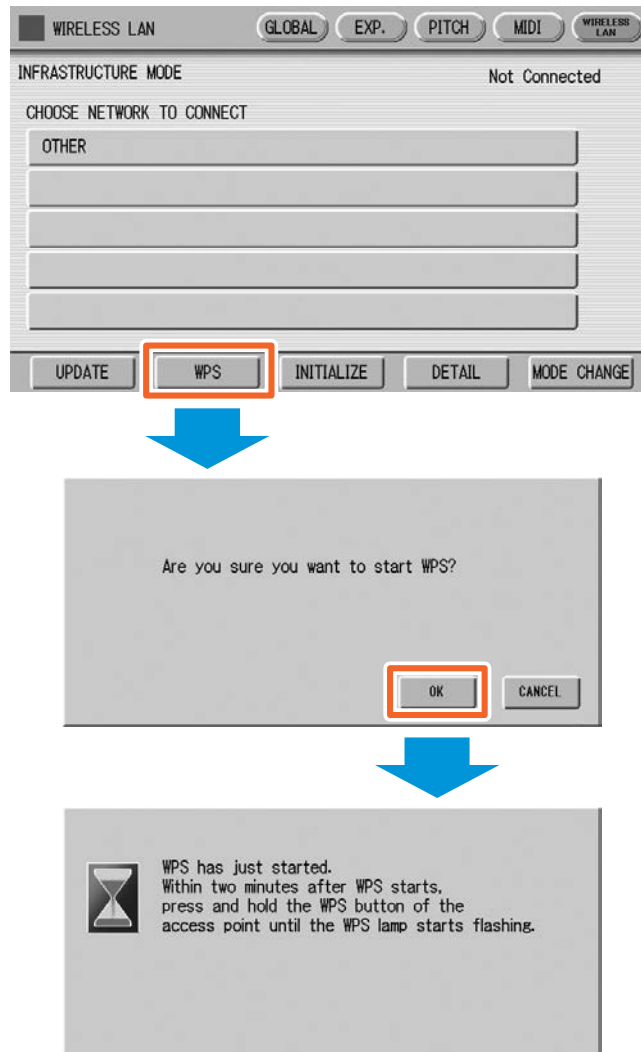 WIRELESS LAN GLOBAL EXP. PITCH MIDI WIRELESS LAN
INFRASTRUCTURE MODE Not Connected
CHOOSE NETWORK TO CONNECT
OTHER
UPDATE WPS INITIALIZE DETAIL MODE CHANGE
Are you sure you want to start WPS?
OK CANCEL
WPS has just started.
Within two minutes after WPS starts,
press and hold the WPS button of the
access point until the WPS lamp starts flashing.